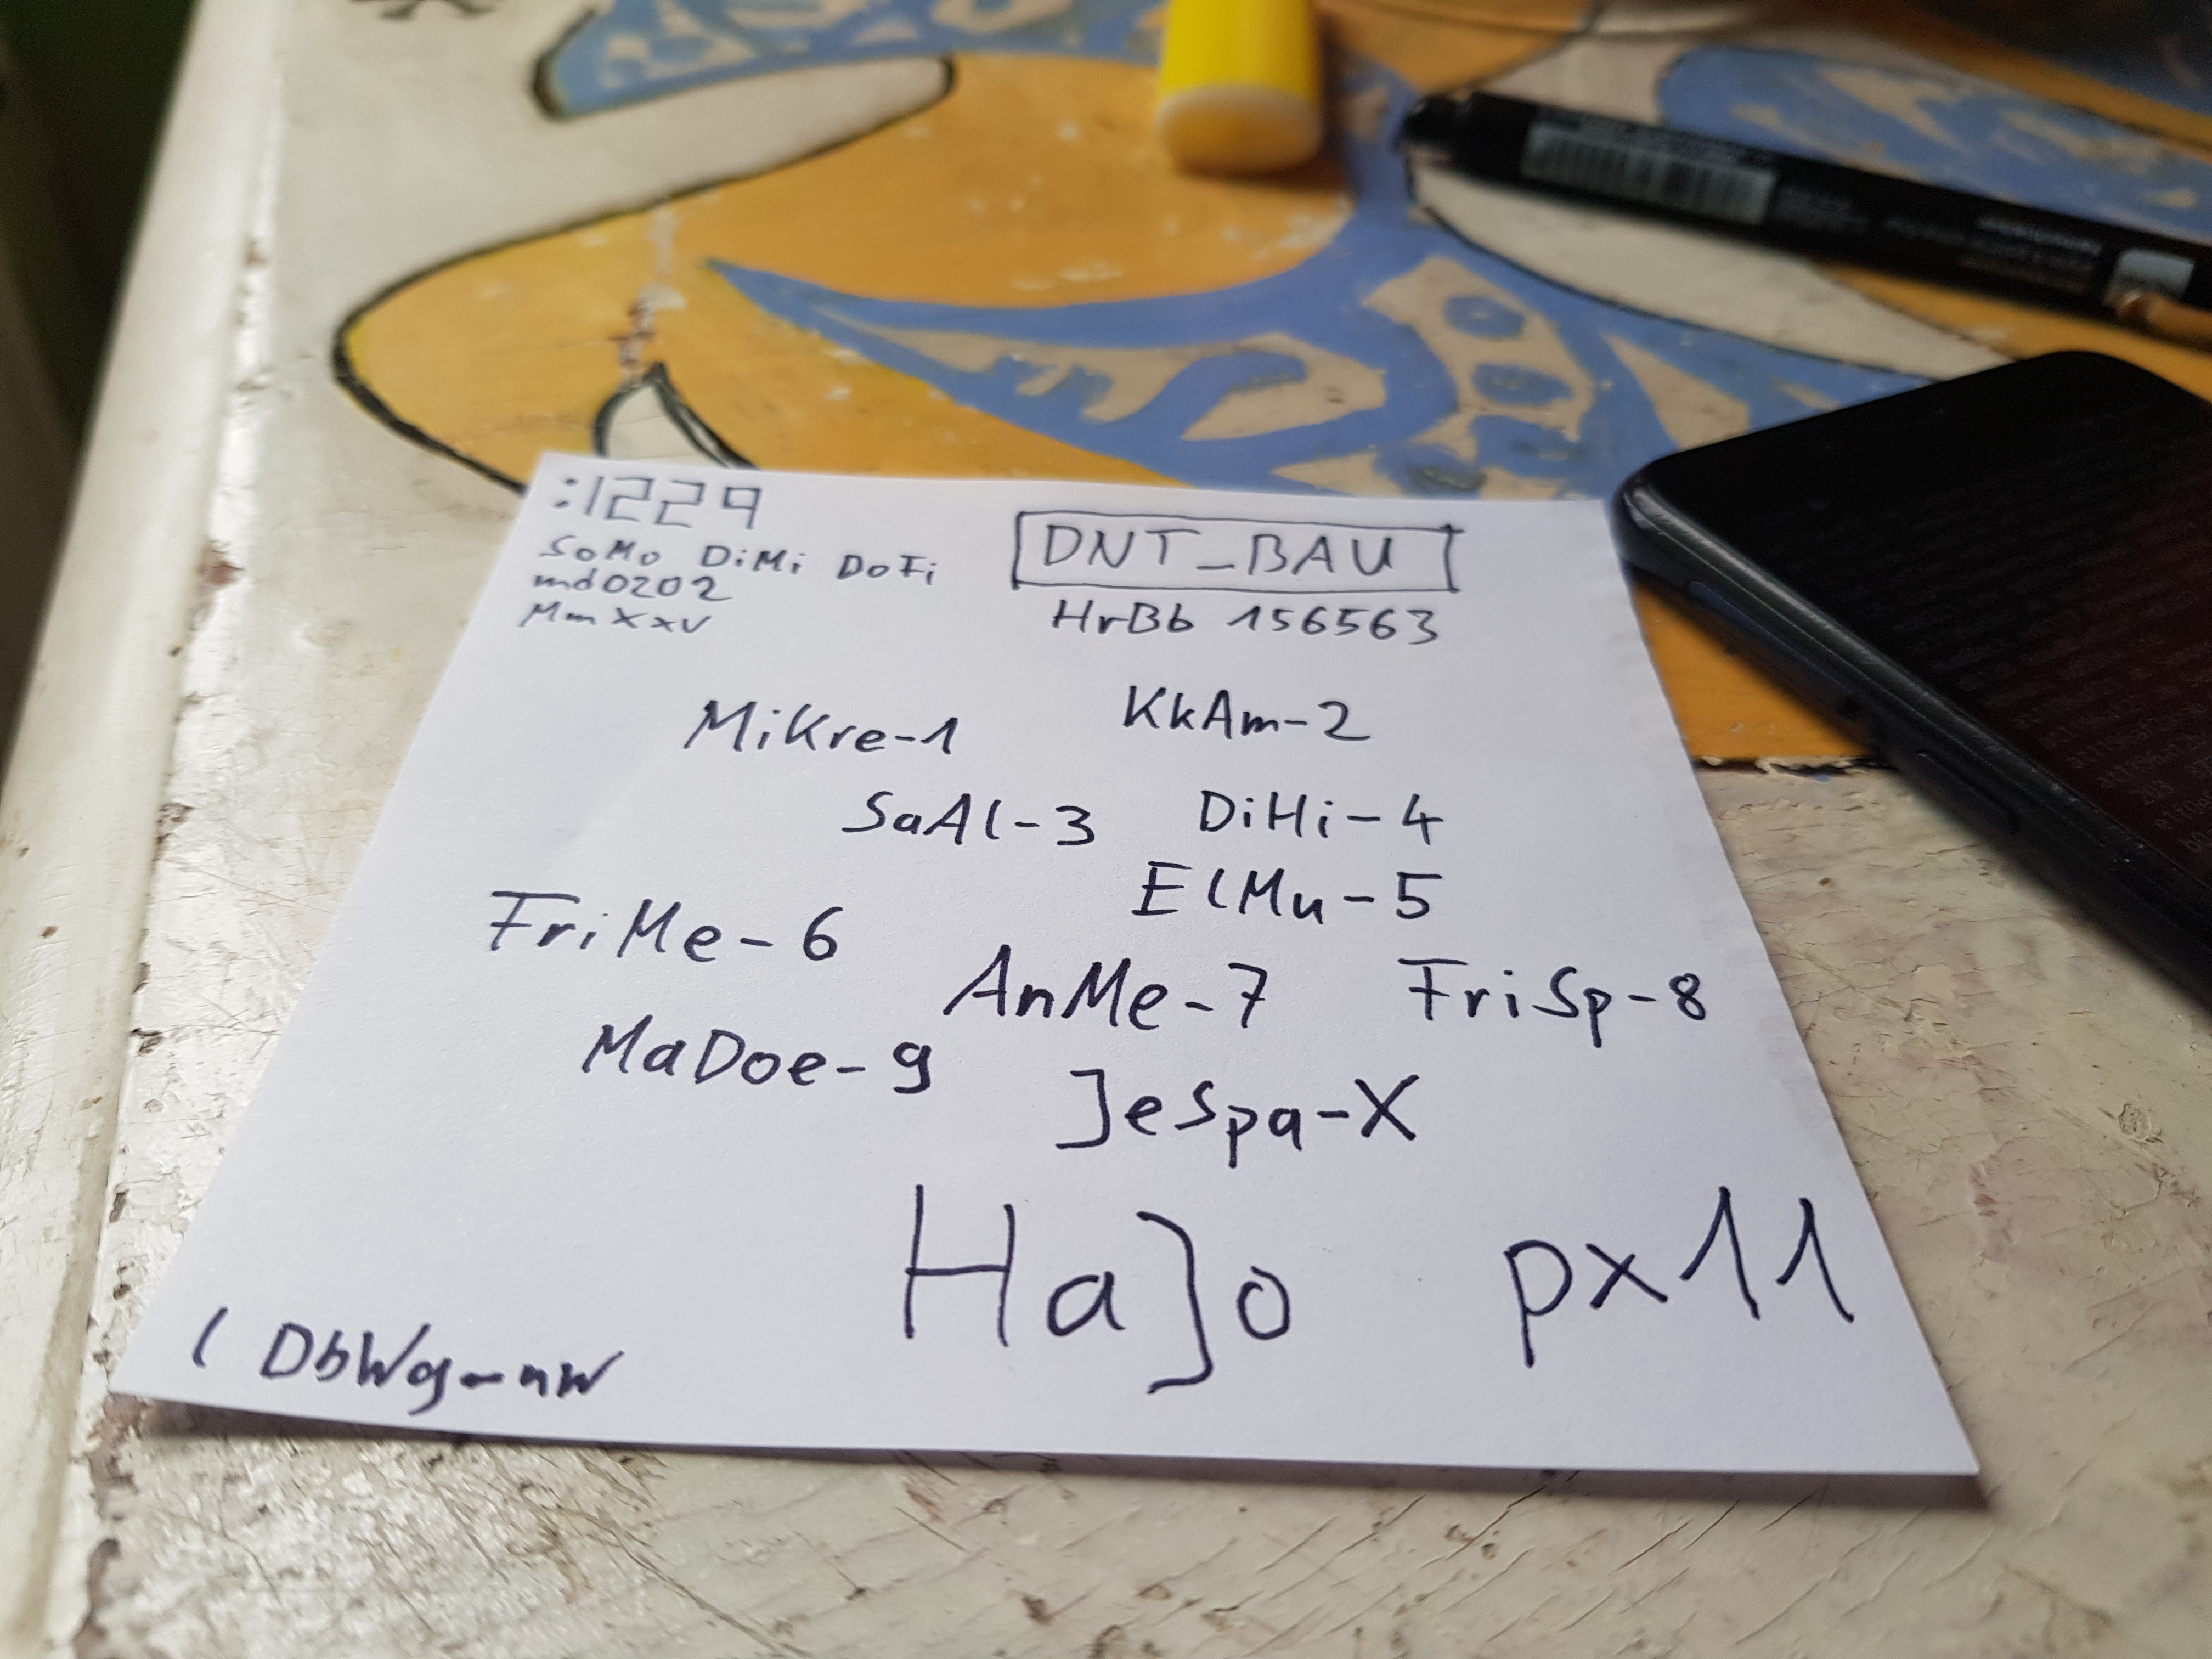 :1229
SoMo DiMi DoFi
md0202
MmXxV
DNT_BAU
HrBb 156563
MiKre-1 KkAm-2
SaAl-3 DiHi-4
ElMu-5
FriMe-6
AnMe-7 FriSp-8
MaDoe-9
JeSpa-X
HaJo px11
( DbWg-nw